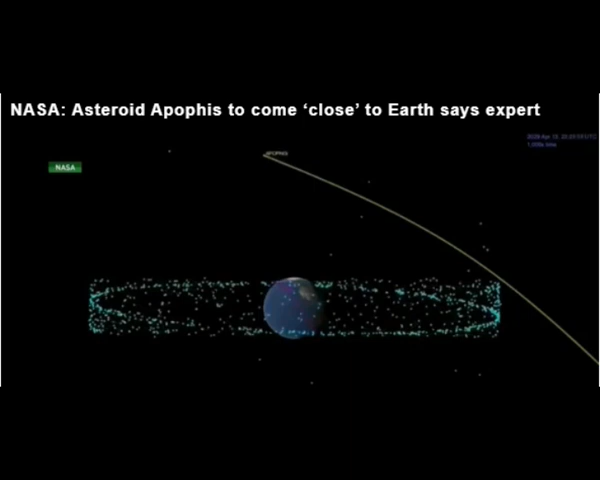 NASA: Asteroid Apophis to come ‘close’ to Earth says expert
APOPHIS
NASA